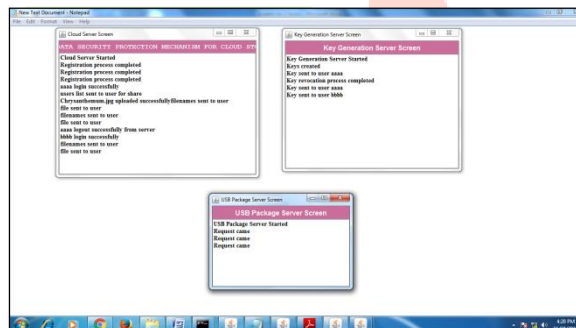 New Text Document - Notepad
File Edit Format View Help
Cloud Server Screen
DATA SECURITY PROTECTION MECHANISM FOR CLOUD STO
Cloud Server Started
Registration process completed
Registration process completed
Registration process completed
aaaa login successfully
users list sent to user for share
Chrysanthemum.jpg uploaded successfullyfilenames sent to user
file sent to user
filenames sent to user
file sent to user
aaaa logout successfully from server
bbbb login successfully
filenames sent to user
file sent to user
Key Generation Server Screen
Key Generation Server Screen
Key Generation Server Started
Keys created
Key sent to user aaaa
Key revocation process completed
Key sent to user aaaa
Key sent to user bbbb
USB Package Server Screen
USB Package Server Screen
USB Package Server Started
Request came
Request came
Request came
4:28 PM